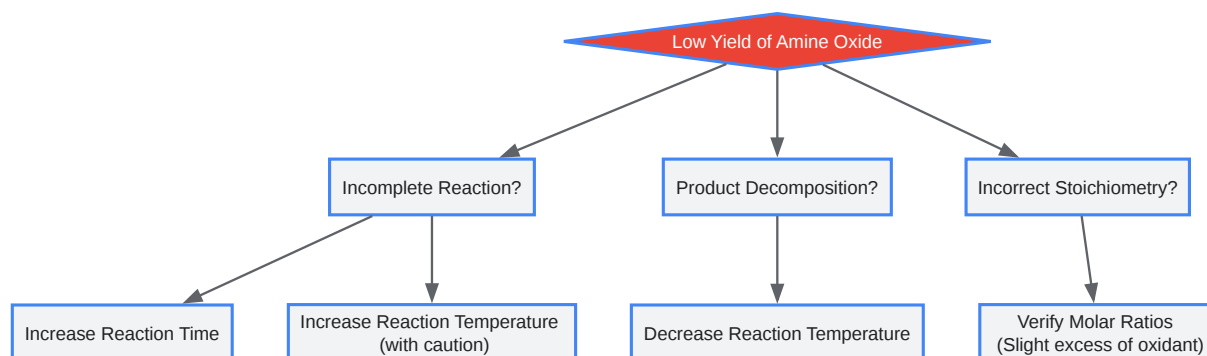 Low Yield of Amine Oxide
Incomplete Reaction?
Product Decomposition?
Incorrect Stoichiometry?
Increase Reaction Time
Increase Reaction Temperature
(with caution)
Decrease Reaction Temperature
Verify Molar Ratios
(Slight excess of oxidant)